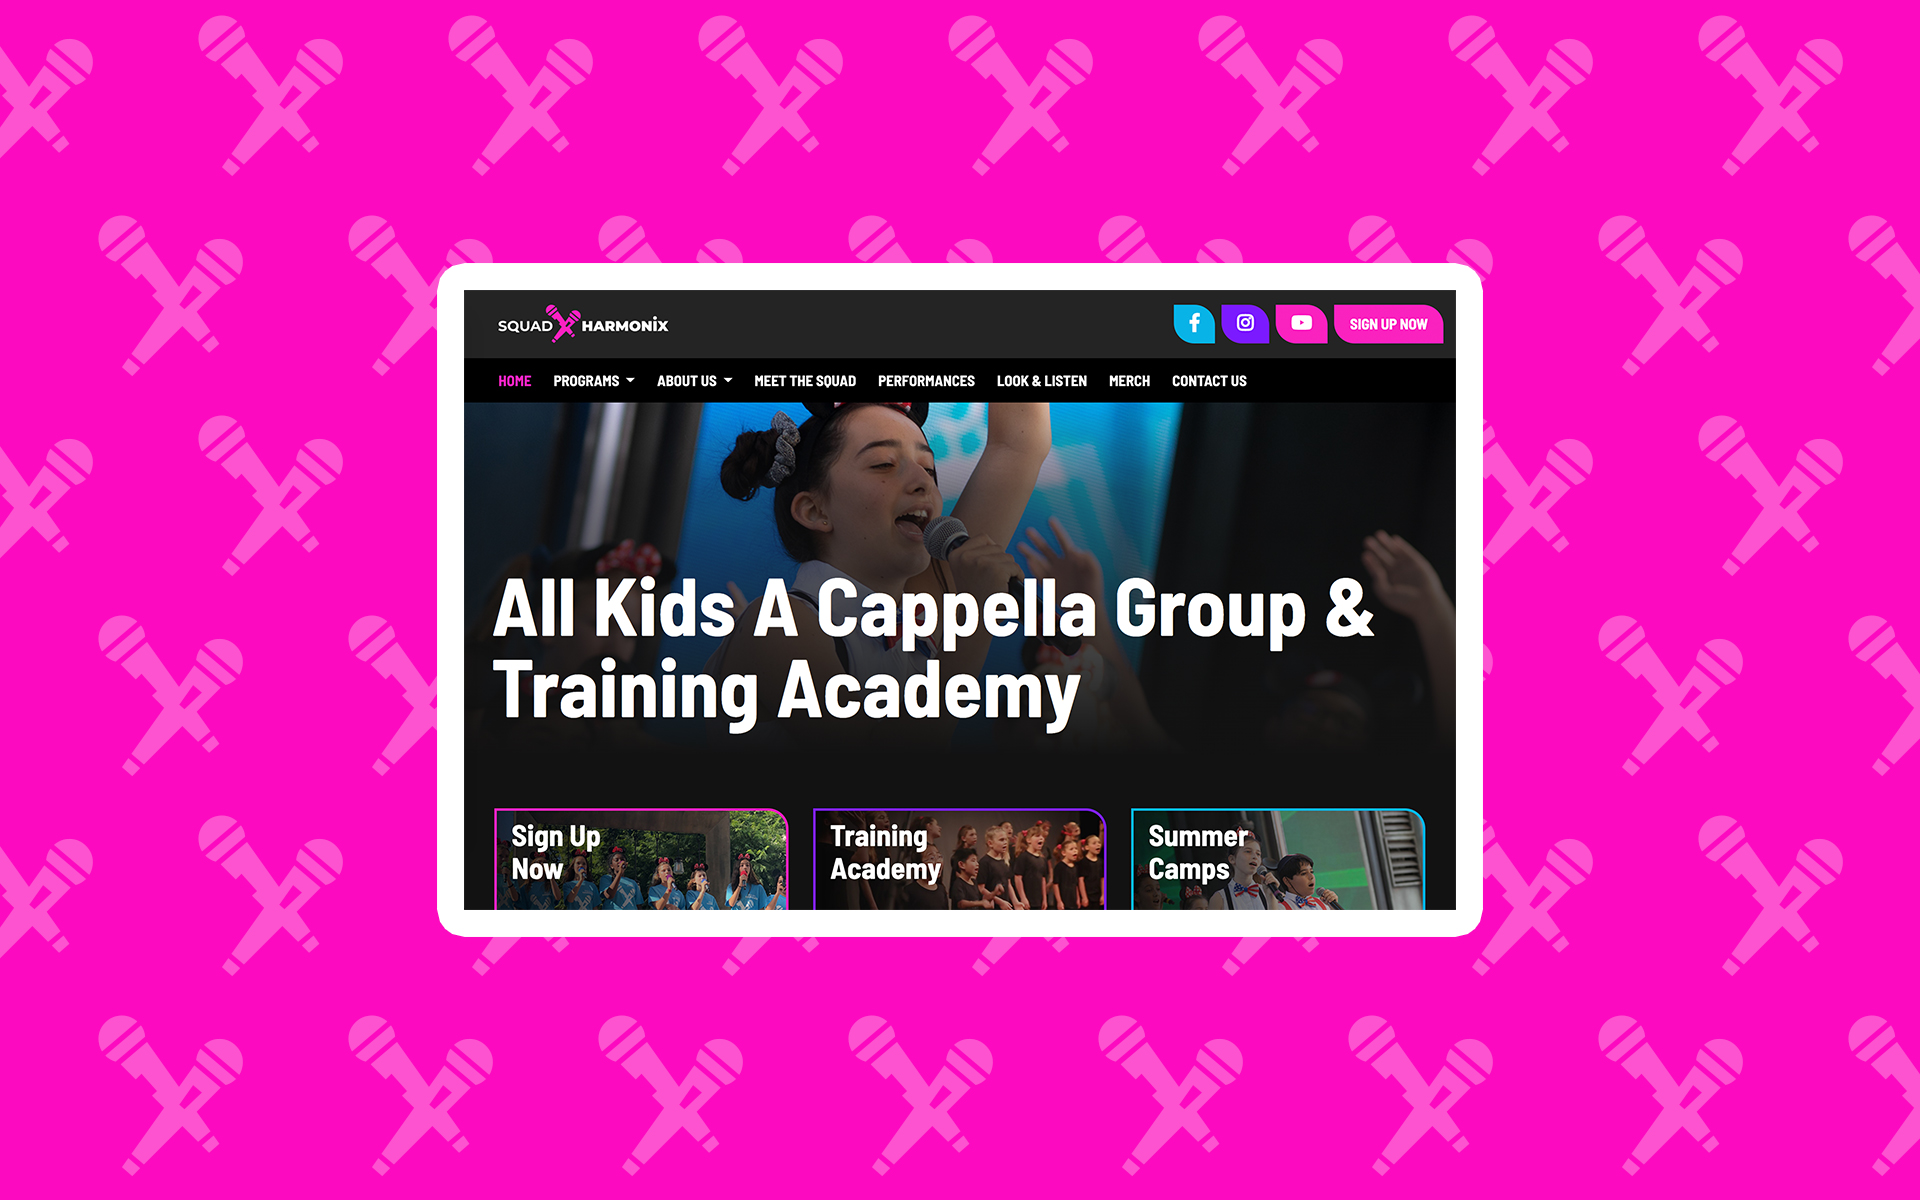 SQUAD HARMONIX
SIGN UP NOW
HOME PROGRAMS ABOUT US MEET THE SQUAD PERFORMANCES LOOK & LISTEN MERCH CONTACT US
All Kids A Cappella Group &
Training Academy
Sign Up
Now
Training
Academy
Summer
Camps